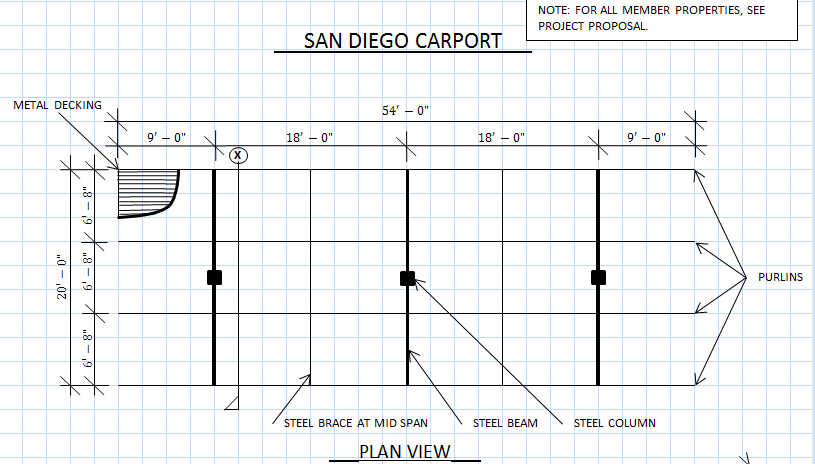 NOTE: FOR ALL MEMBER PROPERTIES, SEE
PROJECT PROPOSAL.
SAN DIEGO CARPORT
METAL DECKING
54' – 0"
9' – 0"
18' – 0"
18' – 0"
9' – 0"
X
6' – 8"
20' – 0"
6' – 8"
6' – 8"
PURLINS
STEEL BRACE AT MID SPAN
STEEL BEAM
STEEL COLUMN
PLAN VIEW